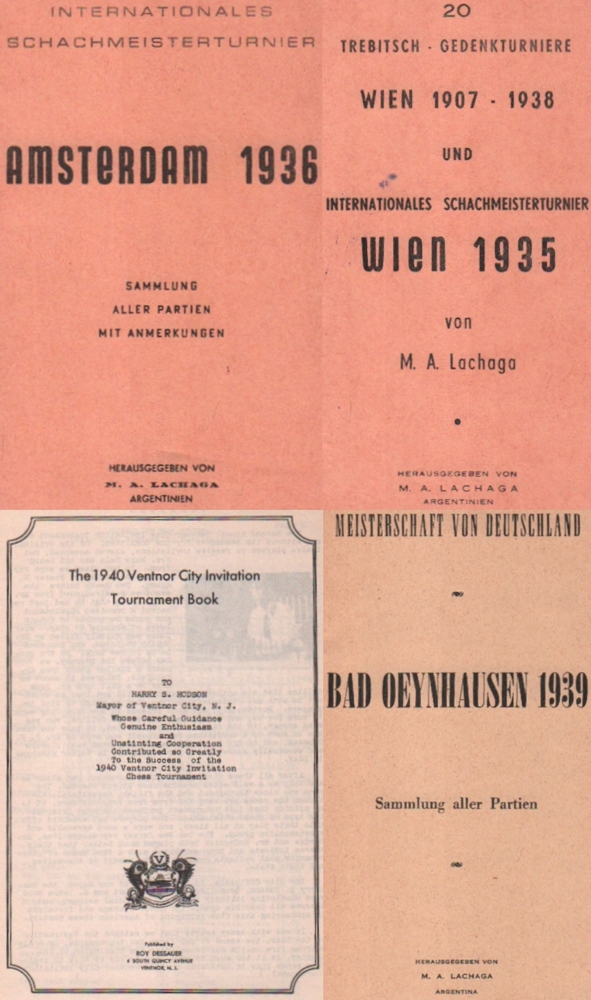 INTERNATIONALES
SCHACHMEISTERTURNIER
AMSTERDAM 1936
SAMMLUNG
ALLER PARTIEN
MIT ANMERKUNGEN
HERAUSGEGEBEN VON
M. A. LACHAGA
ARGENTINIEN
20
TREBITSCH - GEDENKTURNIERE
WIEN 1907 - 1938
UND
INTERNATIONALES SCHACHMEISTERTURNIER
WIEN 1935
von
M. A. Lachaga
HERAUSGEGEBEN VON
M. A. LACHAGA
ARGENTINIEN
The 1940 Ventnor City Invitation
Tournament Book
TO
HARRY S. HODSON
Mayor of Ventnor City, N. J.
Whose Careful Guidance
Genuine Enthusiasm
and
Unstinting Cooperation
Contributed so Greatly
To the Success of the
1940 Ventnor City Invitation
Chess Tournament
V
Published by
ROY DESSAUER
6 SOUTH QUINCY AVENUE
VENTNOR, N. J.
MEISTERSCHAFT VON DEUTSCHLAND
BAD OEYNHAUSEN 1939
Sammlung aller Partien
HERAUSGEGEBEN VON
M. A. LACHAGA
ARGENTINA